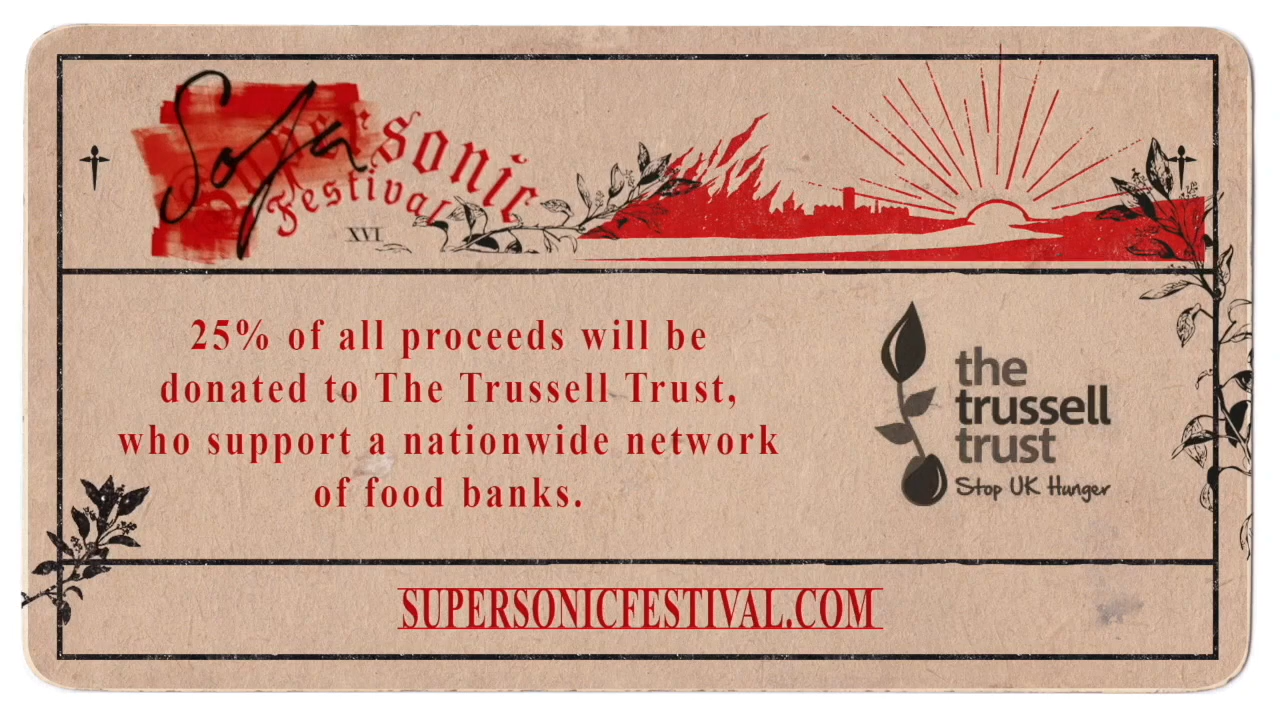 Sofa
Supersonic
Festival
XVI
25% of all proceeds will be
donated to The Trussell Trust,
who support a nationwide network
of food banks.
the
trussell
trust
Stop UK Hunger
SUPERSONICFESTIVAL.COM